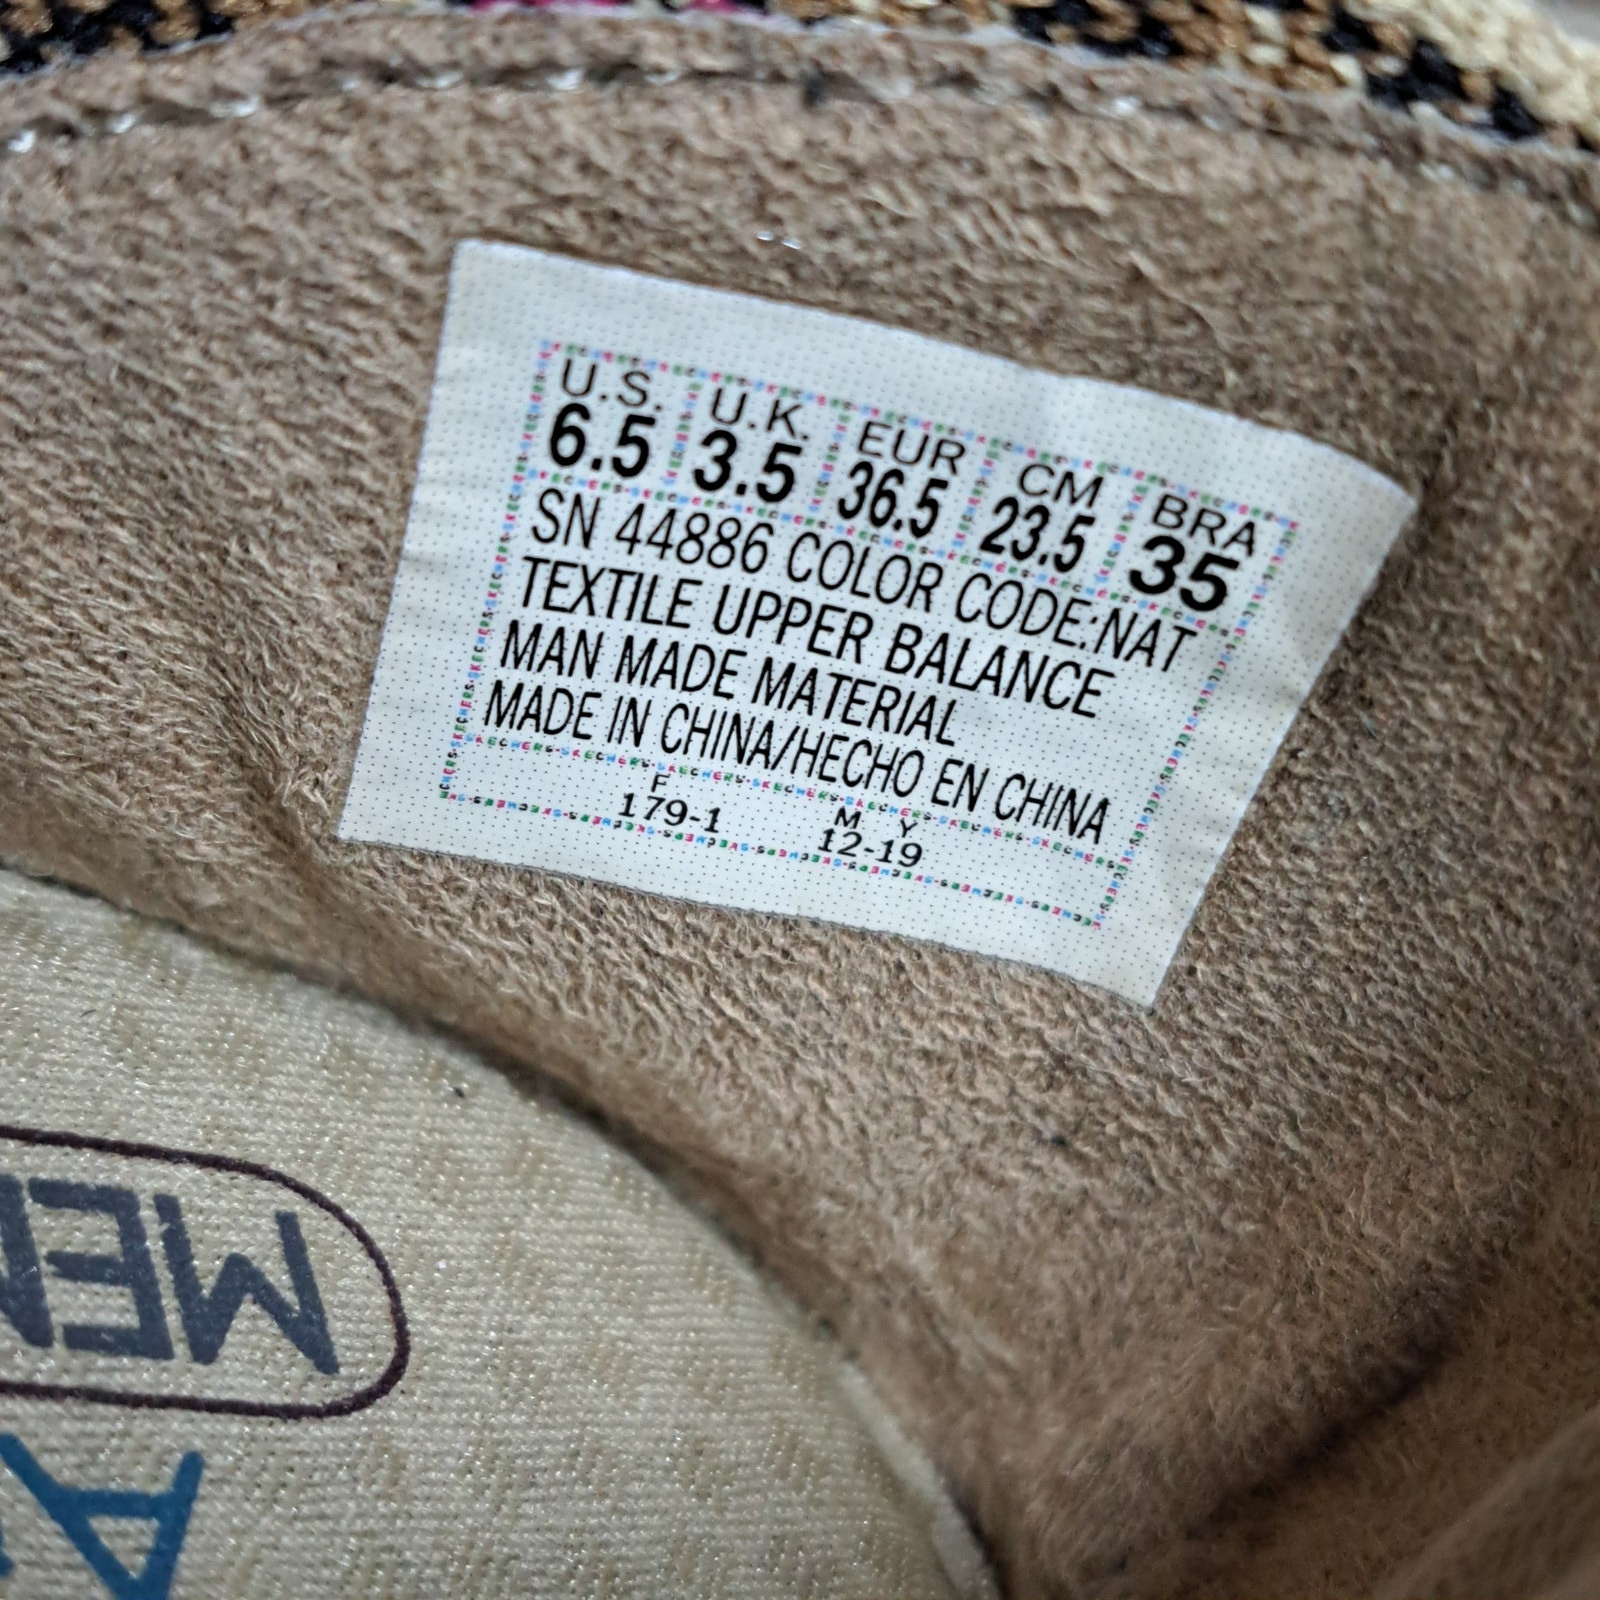 U.S. U.K. EUR CM BRA
6.5 3.5 36.5 23.5 35
SN 44886 COLOR CODE:NAT
TEXTILE UPPER BALANCE
MAN MADE MATERIAL
MADE IN CHINA/HECHO EN CHINA
F M Y
179-1 12-19